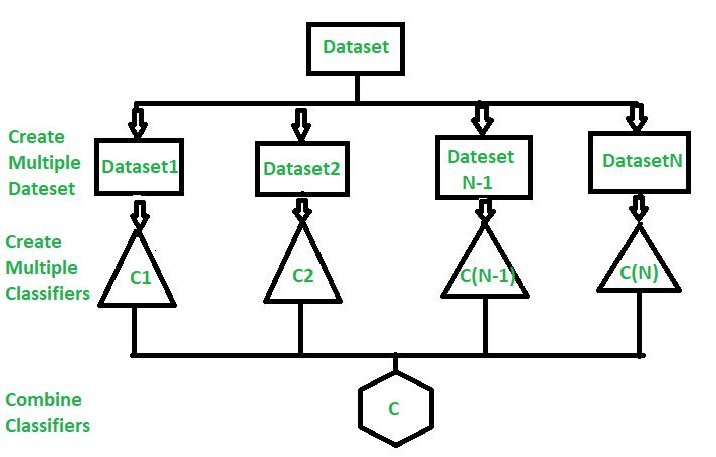 Dataset
Create
Multiple
Dateset
Dataset1
Dataset2
Dateset
N-1
DatasetN
Create
Multiple
Classifiers
C1
C2
C(N-1)
C(N)
Combine
Classifiers
C